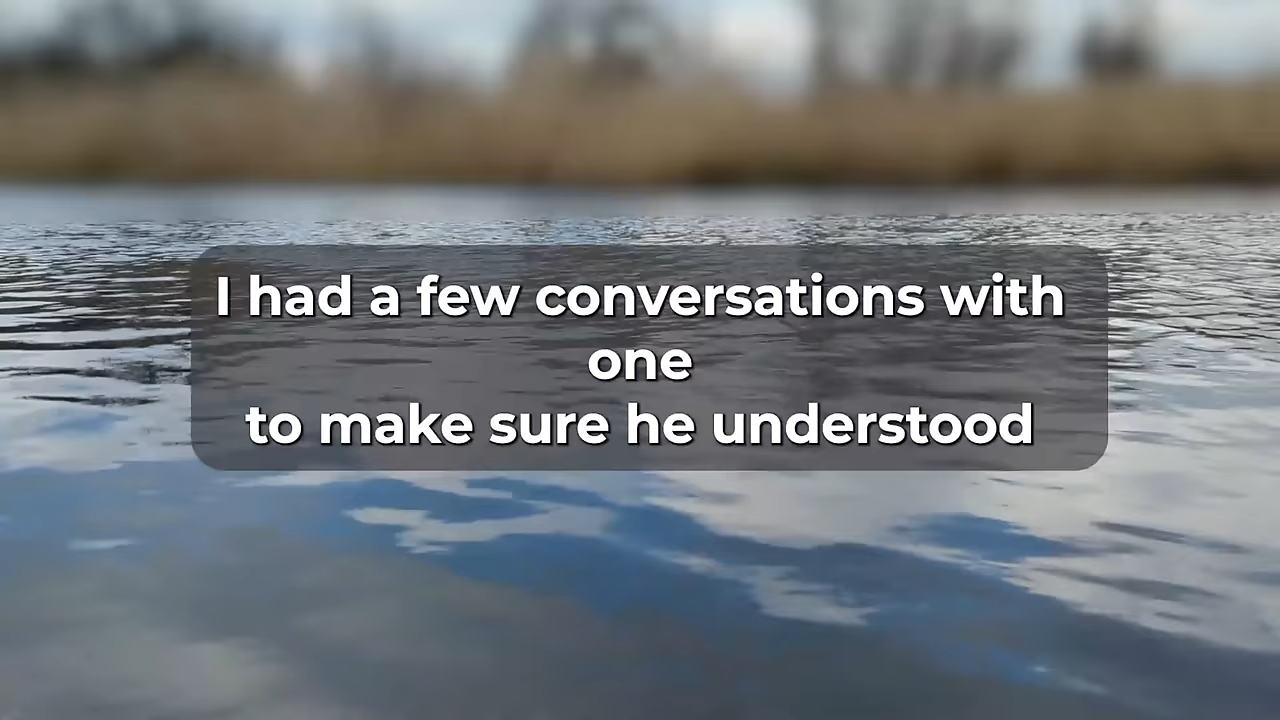 I had a few conversations with
one
to make sure he understood